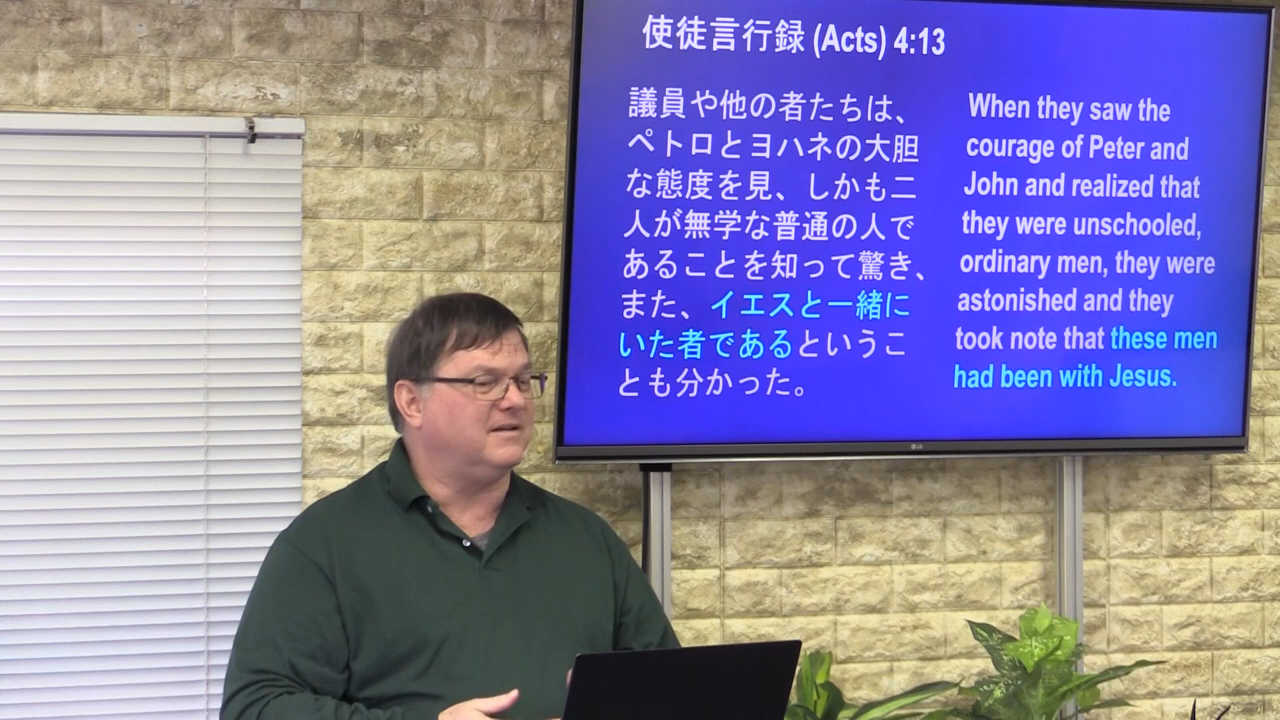 使徒言行録 (Acts) 4:13
議員や他の者たちは、
ペトロとヨハネの大胆
な態度を見、しかも二
人が無学な普通の人で
あることを知って驚き、
また、イエスと一緒に
いた者であるというこ
とも分かった。
When they saw the
courage of Peter and
John and realized that
they were unschooled,
ordinary men, they were
astonished and they
took note that these men
had been with Jesus.
LG